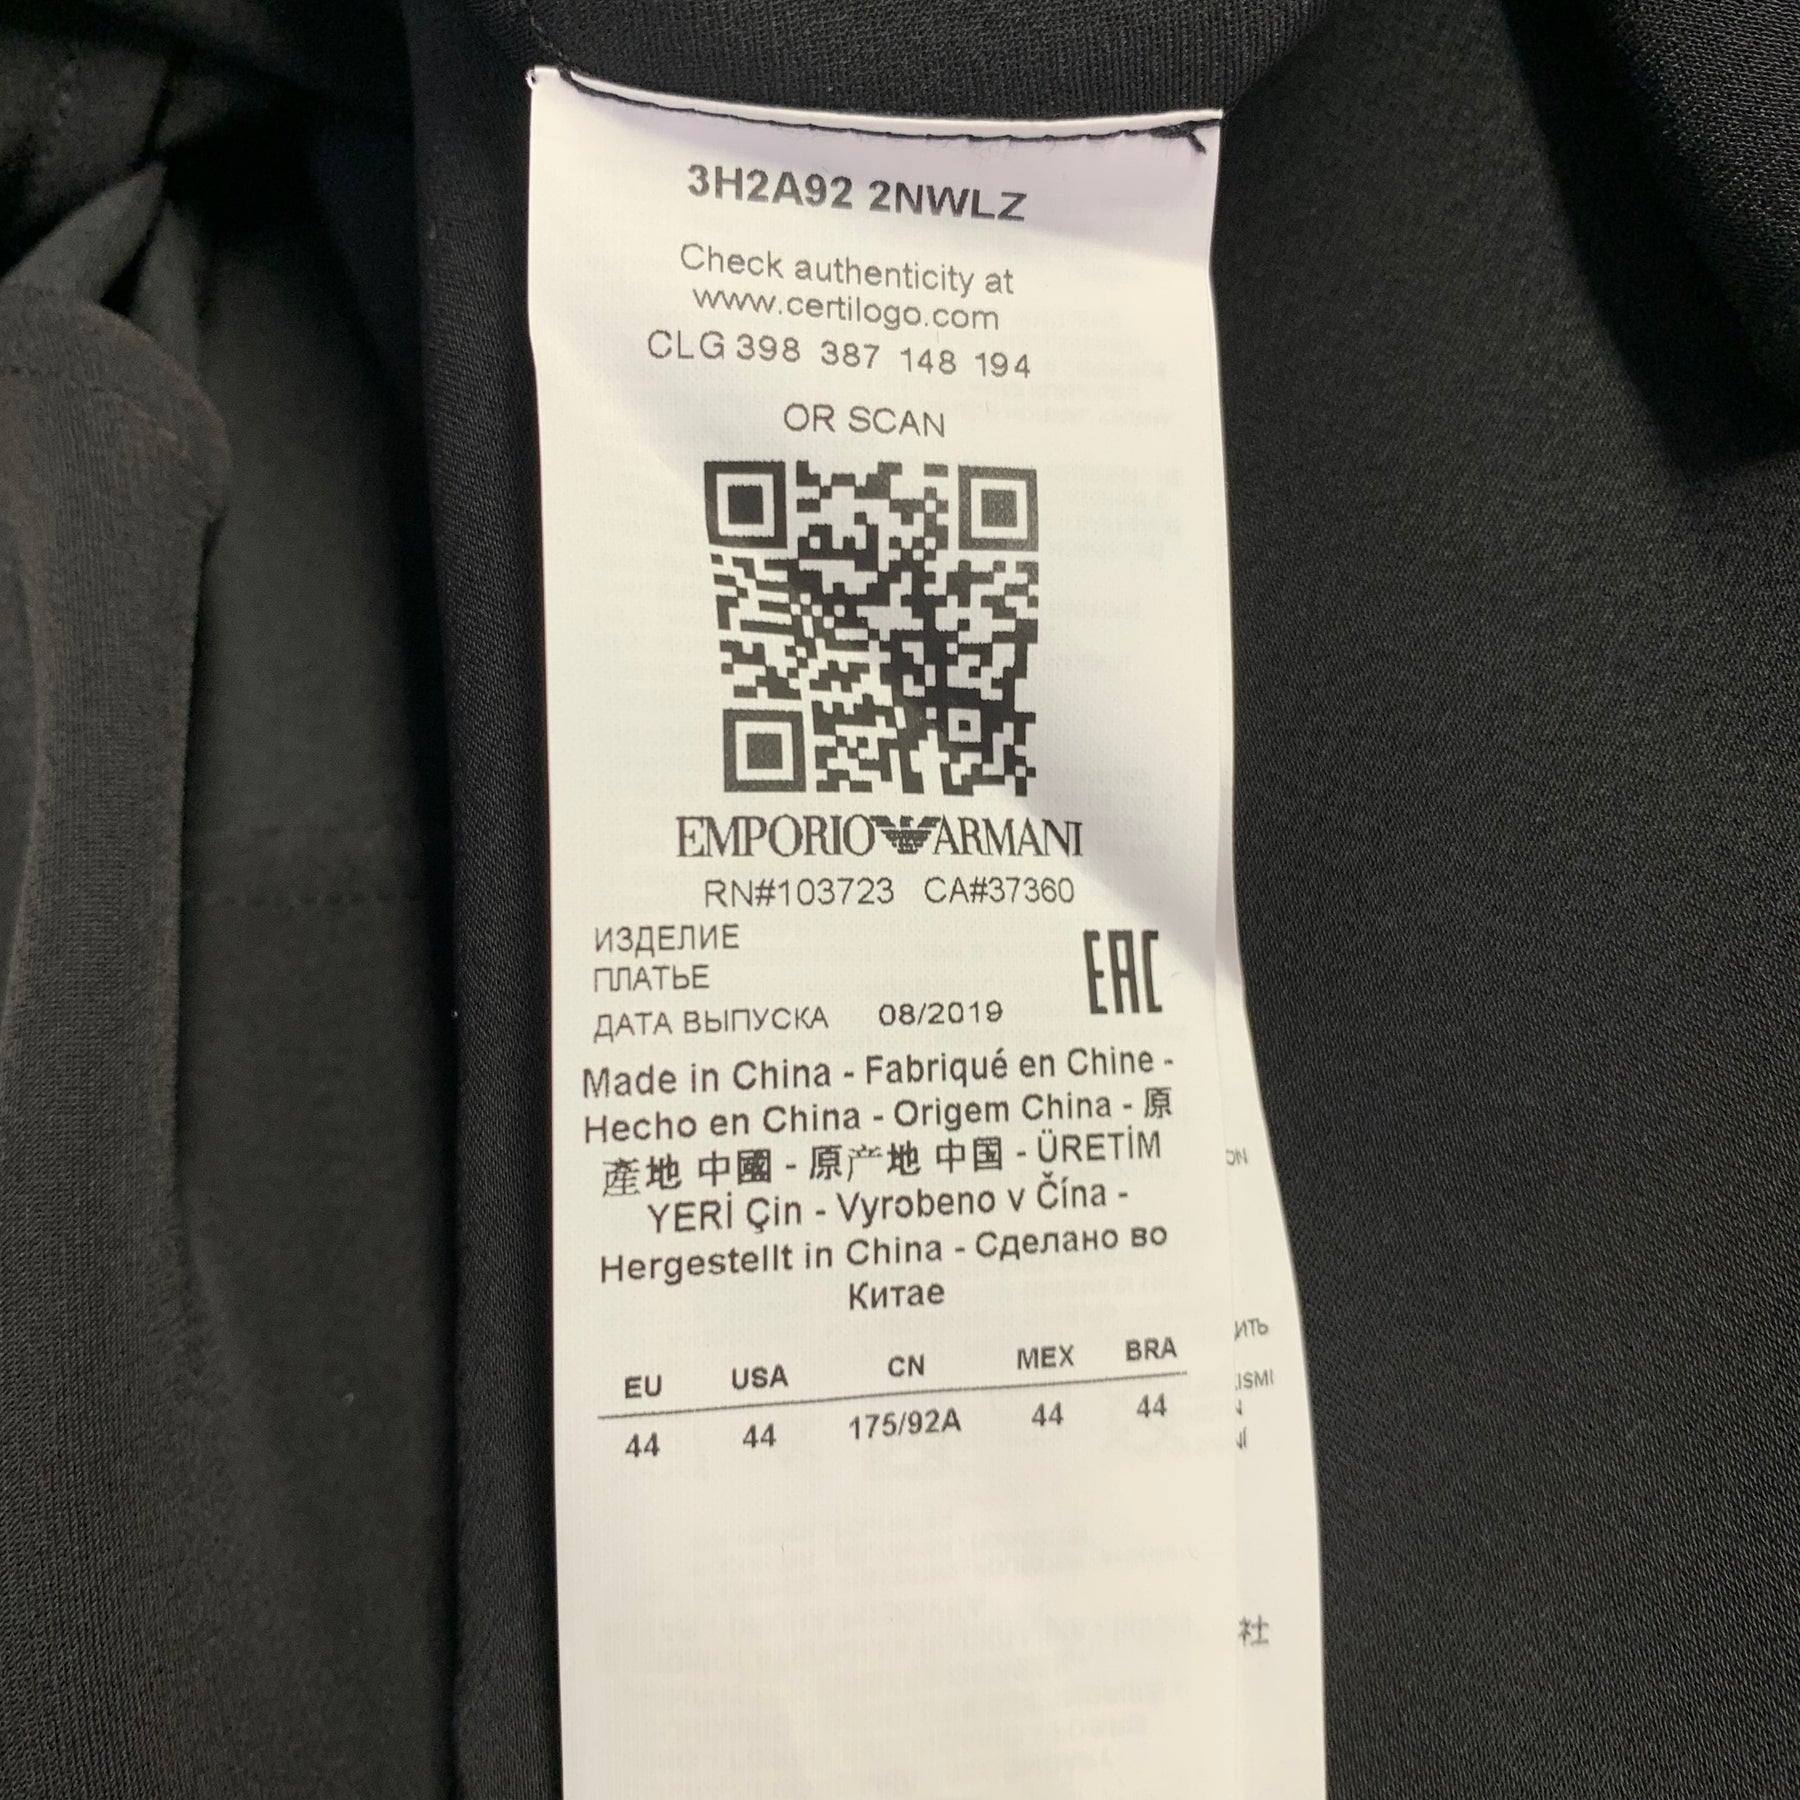 3H2A92 2NWLZ
Check authenticity at
www.certilogo.com
CLG 398 387 148 194
OR SCAN
EMPORIO ARMANI
RN#103723 CA#37360
ИЗДЕЛИЕ
ПЛАТЬЕ
ДАТА ВЫПУСКА 08/2019
EAC
Made in China - Fabriqué en Chine -
Hecho en China - Origem China - 原
產地 中國 - 原产地 中国 - ÜRETİM
YERİ Çin - Vyrobeno v Čína -
Hergestellt in China - Сделано во
Китае
EU USA CN MEX BRA
44 44 175/92A 44 44
社